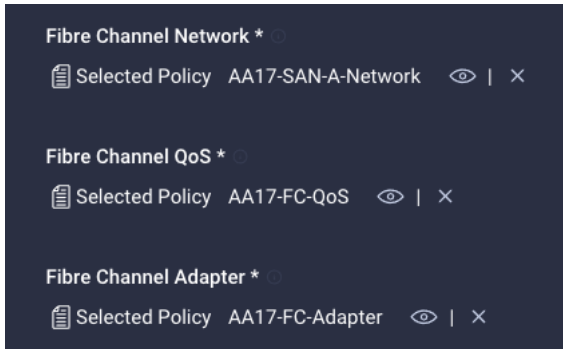 Fibre Channel Network *
Selected Policy AA17-SAN-A-Network |
Fibre Channel QoS *
Selected Policy AA17-FC-QoS |
Fibre Channel Adapter *
Selected Policy AA17-FC-Adapter |